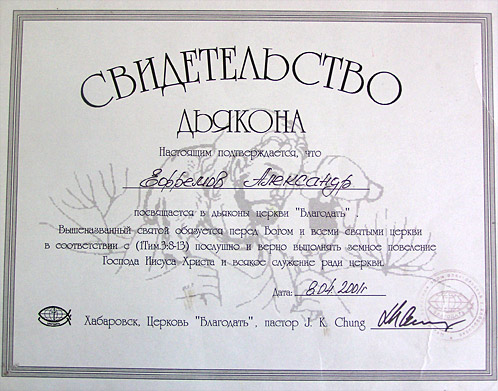 СВИДЕТЕЛЬСТВО
ДЬЯКОНА
Настоящим подтверждается, что
Ефремов Александр
посвящается в дьяконы церкви "Благодать" .
Вышеназванный святой обязуется перед Богом и всеми святыми церкви
в соответствии с (1Тим.3:8-13) послушно и верно выполнять земное повеление
Господа Иисуса Христа и всякое служение ради церкви.
Дата: 8.04.2001г
Хабаровск, Церковь "Благодать", пастор J. K. Chung